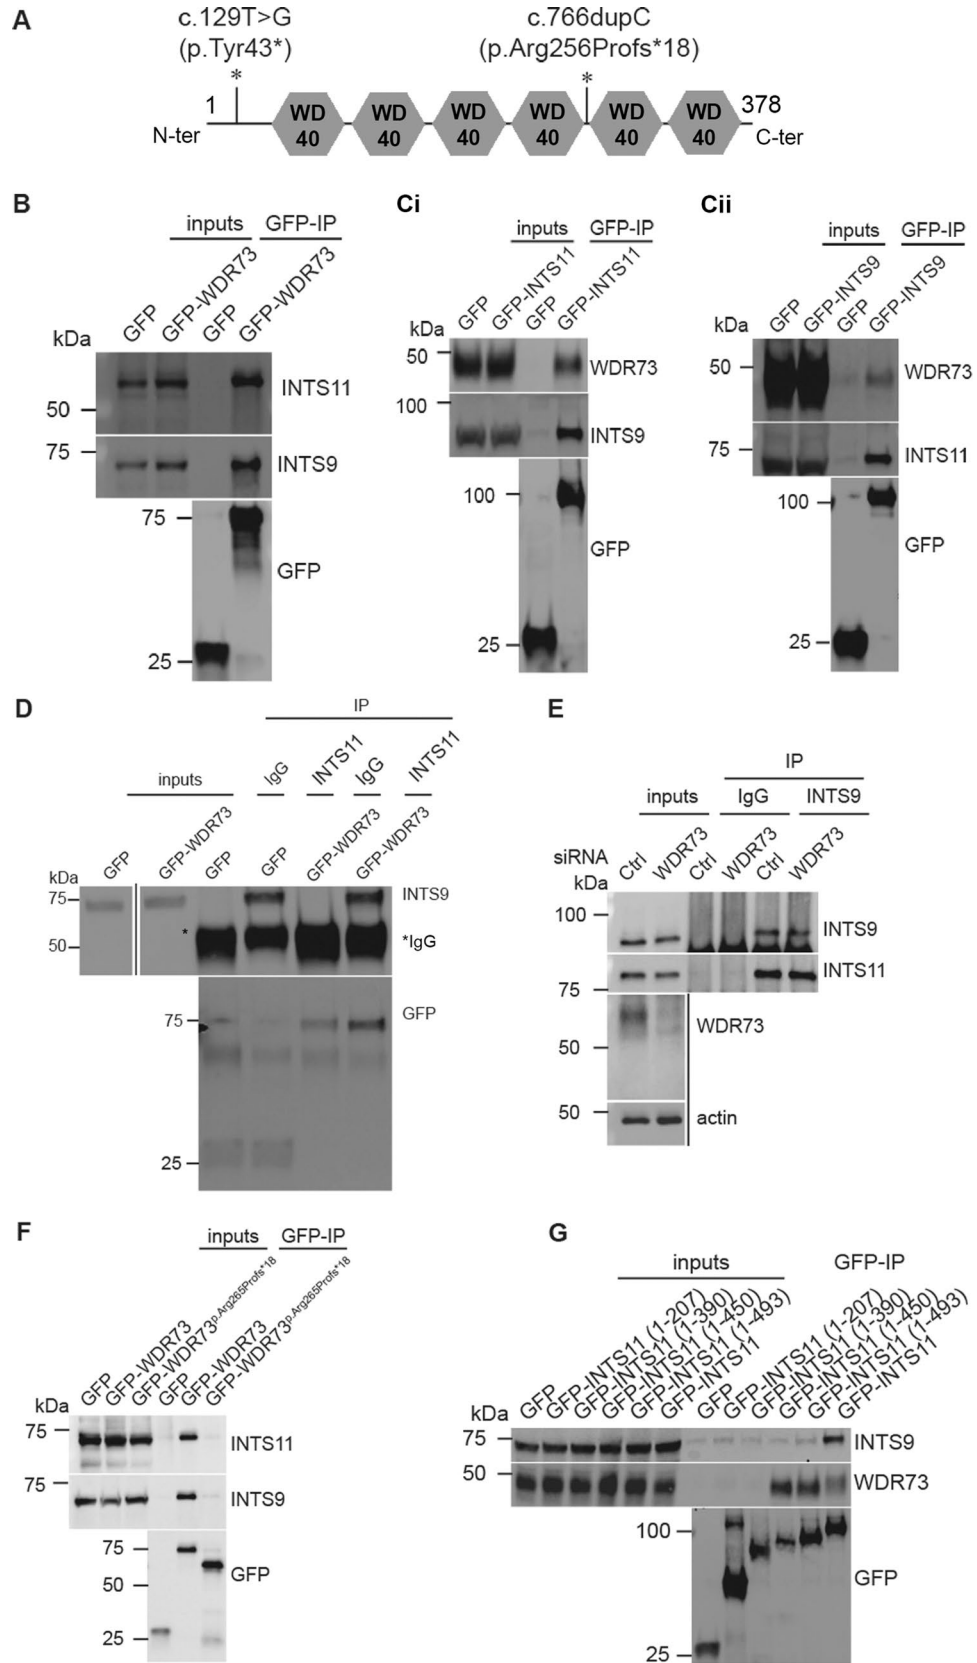 A
c.129T>G
(p.Tyr43*)
*
c.766dupC
(p.Arg256Profs*18)
*
1
WD
40
WD
40
WD
40
WD
40
WD
40
WD
40
378
N-ter
C-ter
B
inputs
GFP-IP
GFP
GFP-WDR73
GFP
GFP-WDR73
kDa
INTS11
50
75
INTS9
75
GFP
25
Ci
inputs
GFP-IP
GFP
GFP-INTS11
GFP
GFP-INTS11
kDa
50
WDR73
100
INTS9
100
GFP
25
Cii
inputs
GFP-IP
GFP
GFP-INTS9
GFP
GFP-INTS9
kDa
50
WDR73
75
INTS11
100
GFP
25
D
IP
inputs
IgG
INTS11
IgG
INTS11
GFP
GFP-WDR73
GFP
GFP
GFP-WDR73
GFP-WDR73
kDa
75
INTS9
50
*
*IgG
75
GFP
25
E
IP
inputs
IgG
INTS9
siRNA
Ctrl
WDR73
Ctrl
WDR73
Ctrl
WDR73
kDa
100
INTS9
INTS11
75
WDR73
50
50
actin
F
inputs
GFP-IP
GFP
GFP-WDR73
GFP-WDR73p.Arg265Profs*18
GFP
GFP-WDR73
GFP-WDR73p.Arg265Profs*18
kDa
75
INTS11
75
INTS9
75
50
GFP
25
G
inputs
GFP-IP
GFP
GFP-INTS11 (1-207)
GFP-INTS11 (1-390)
GFP-INTS11 (1-450)
GFP-INTS11 (1-493)
GFP-INTS11
GFP
GFP-INTS11 (1-207)
GFP-INTS11 (1-390)
GFP-INTS11 (1-450)
GFP-INTS11 (1-493)
GFP-INTS11
kDa
75
INTS9
50
WDR73
100
GFP
25